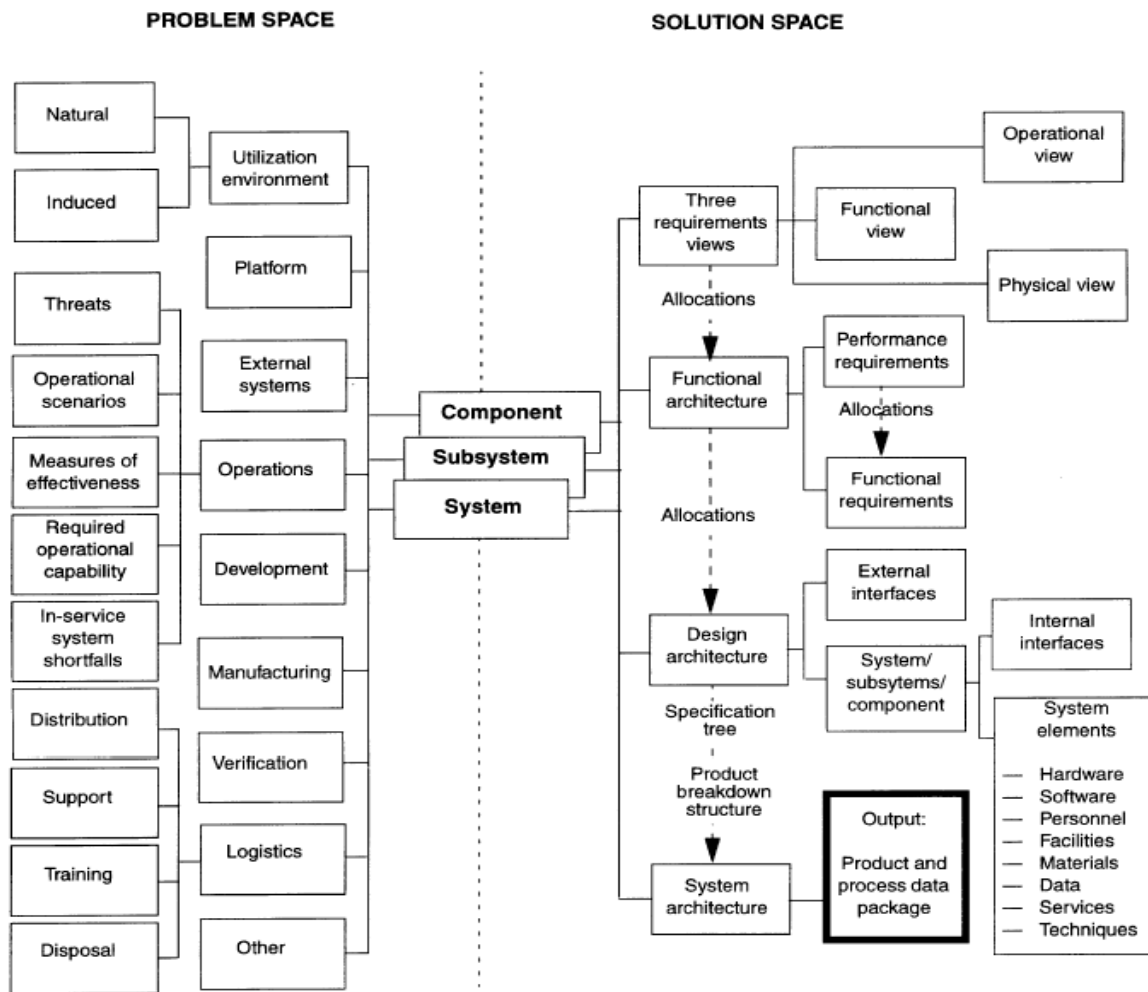 PROBLEM SPACE
SOLUTION SPACE
Natural
Induced
Utilization
environment
Platform
Threats
Operational
scenarios
Measures of
effectiveness
Required
operational
capability
In-service
system
shortfalls
External
systems
Operations
Development
Manufacturing
Distribution
Support
Training
Disposal
Verification
Logistics
Other
Component
Subsystem
System
Three
requirements
views
Operational
view
Functional
view
Physical view
Allocations
Functional
architecture
Performance
requirements
Allocations
Functional
requirements
Allocations
Design
architecture
External
interfaces
System/
subsytems/
component
Internal
interfaces
System
elements
— Hardware
— Software
— Personnel
— Facilities
— Materials
— Data
— Services
— Techniques
Specification
tree
Product
breakdown
structure
System
architecture
Output:
Product and
process data
package